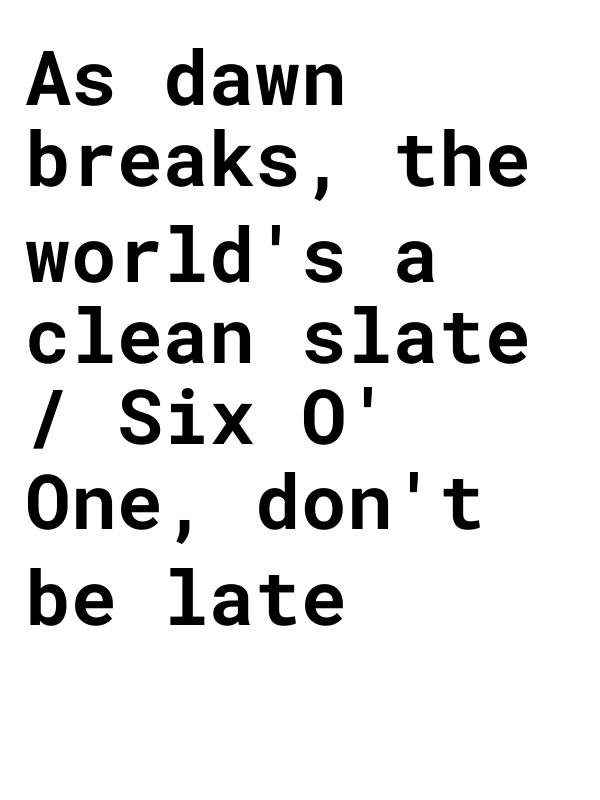 As dawn
breaks, the
world's a
clean slate
/ Six O'
One, don't
be late